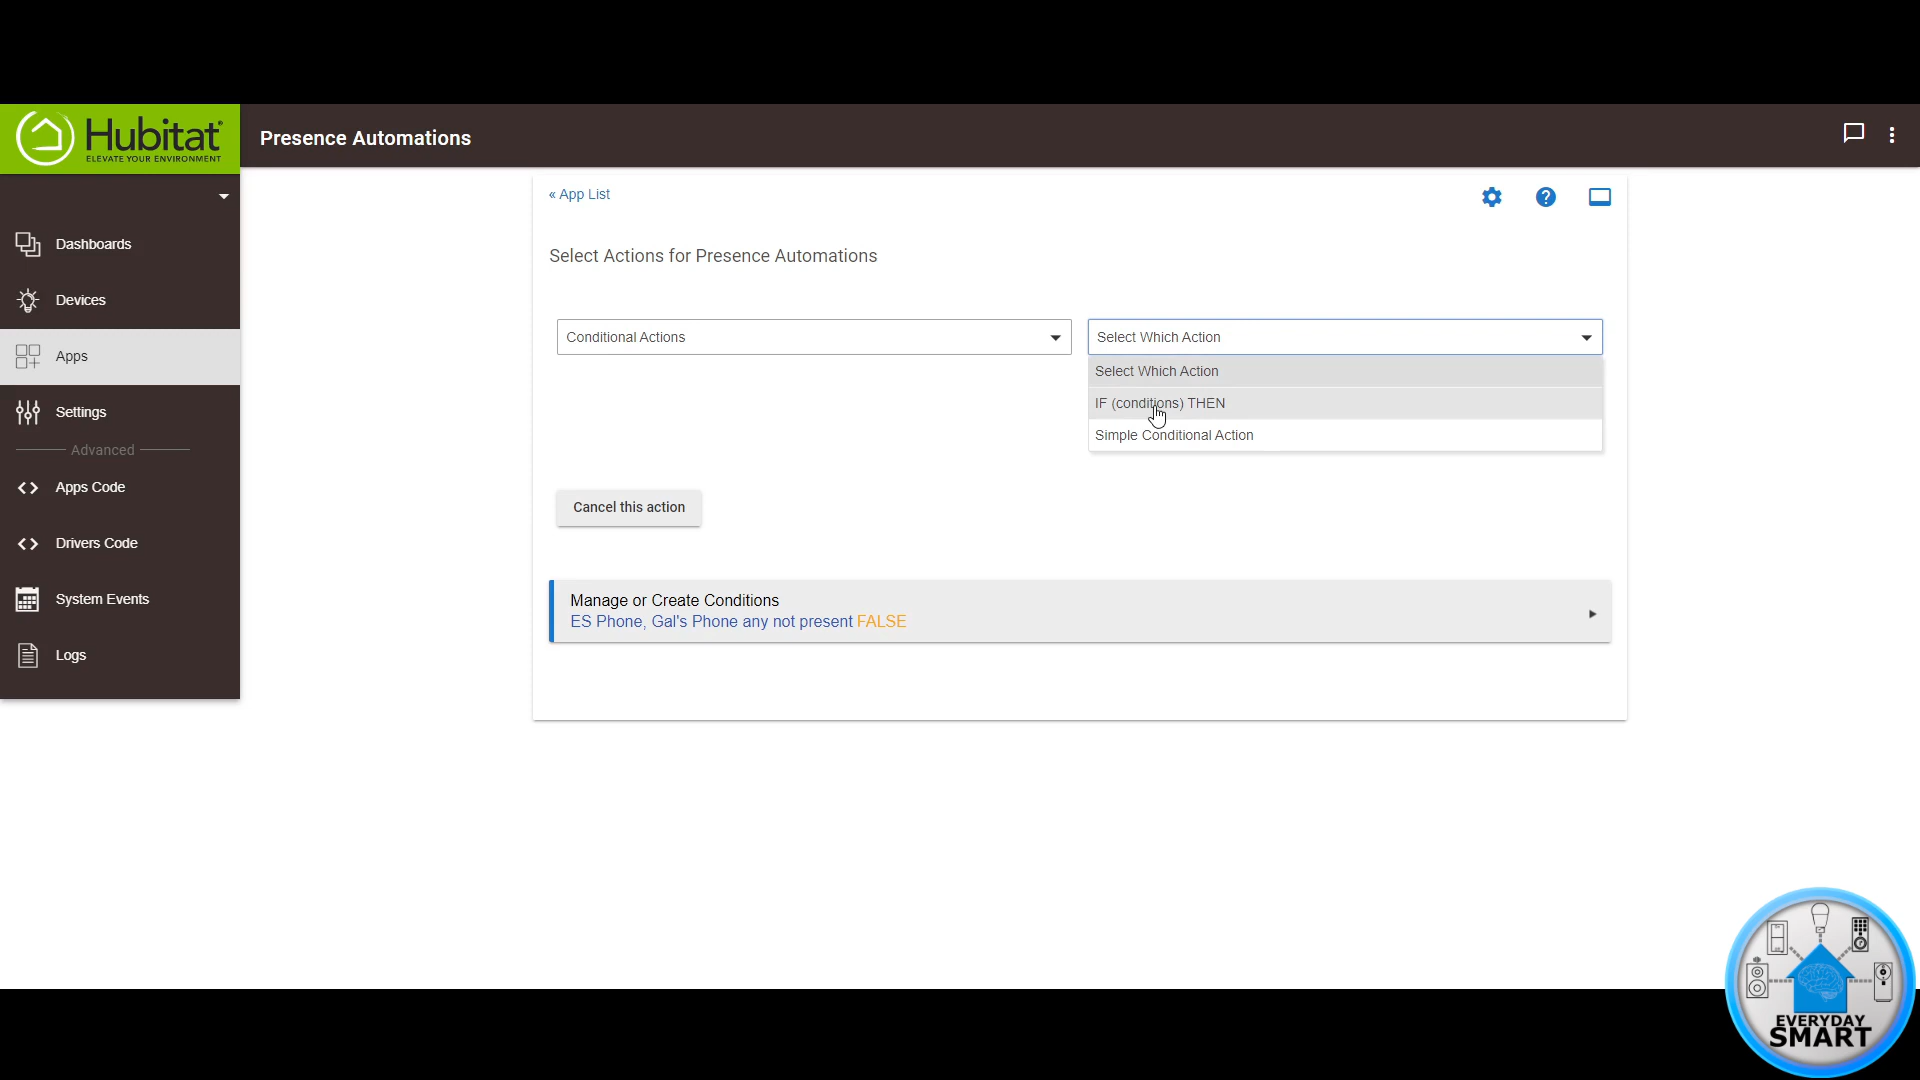 Hubitat
ELEVATE YOUR ENVIRONMENT
Presence Automations
Dashboards
Devices
Apps
Settings
Advanced
Apps Code
Drivers Code
System Events
Logs
« App List
Select Actions for Presence Automations
Conditional Actions
Select Which Action
Select Which Action
IF (conditions) THEN
Simple Conditional Action
Cancel this action
Manage or Create Conditions
ES Phone, Gal's Phone any not present FALSE
EVERYDAY
SMART